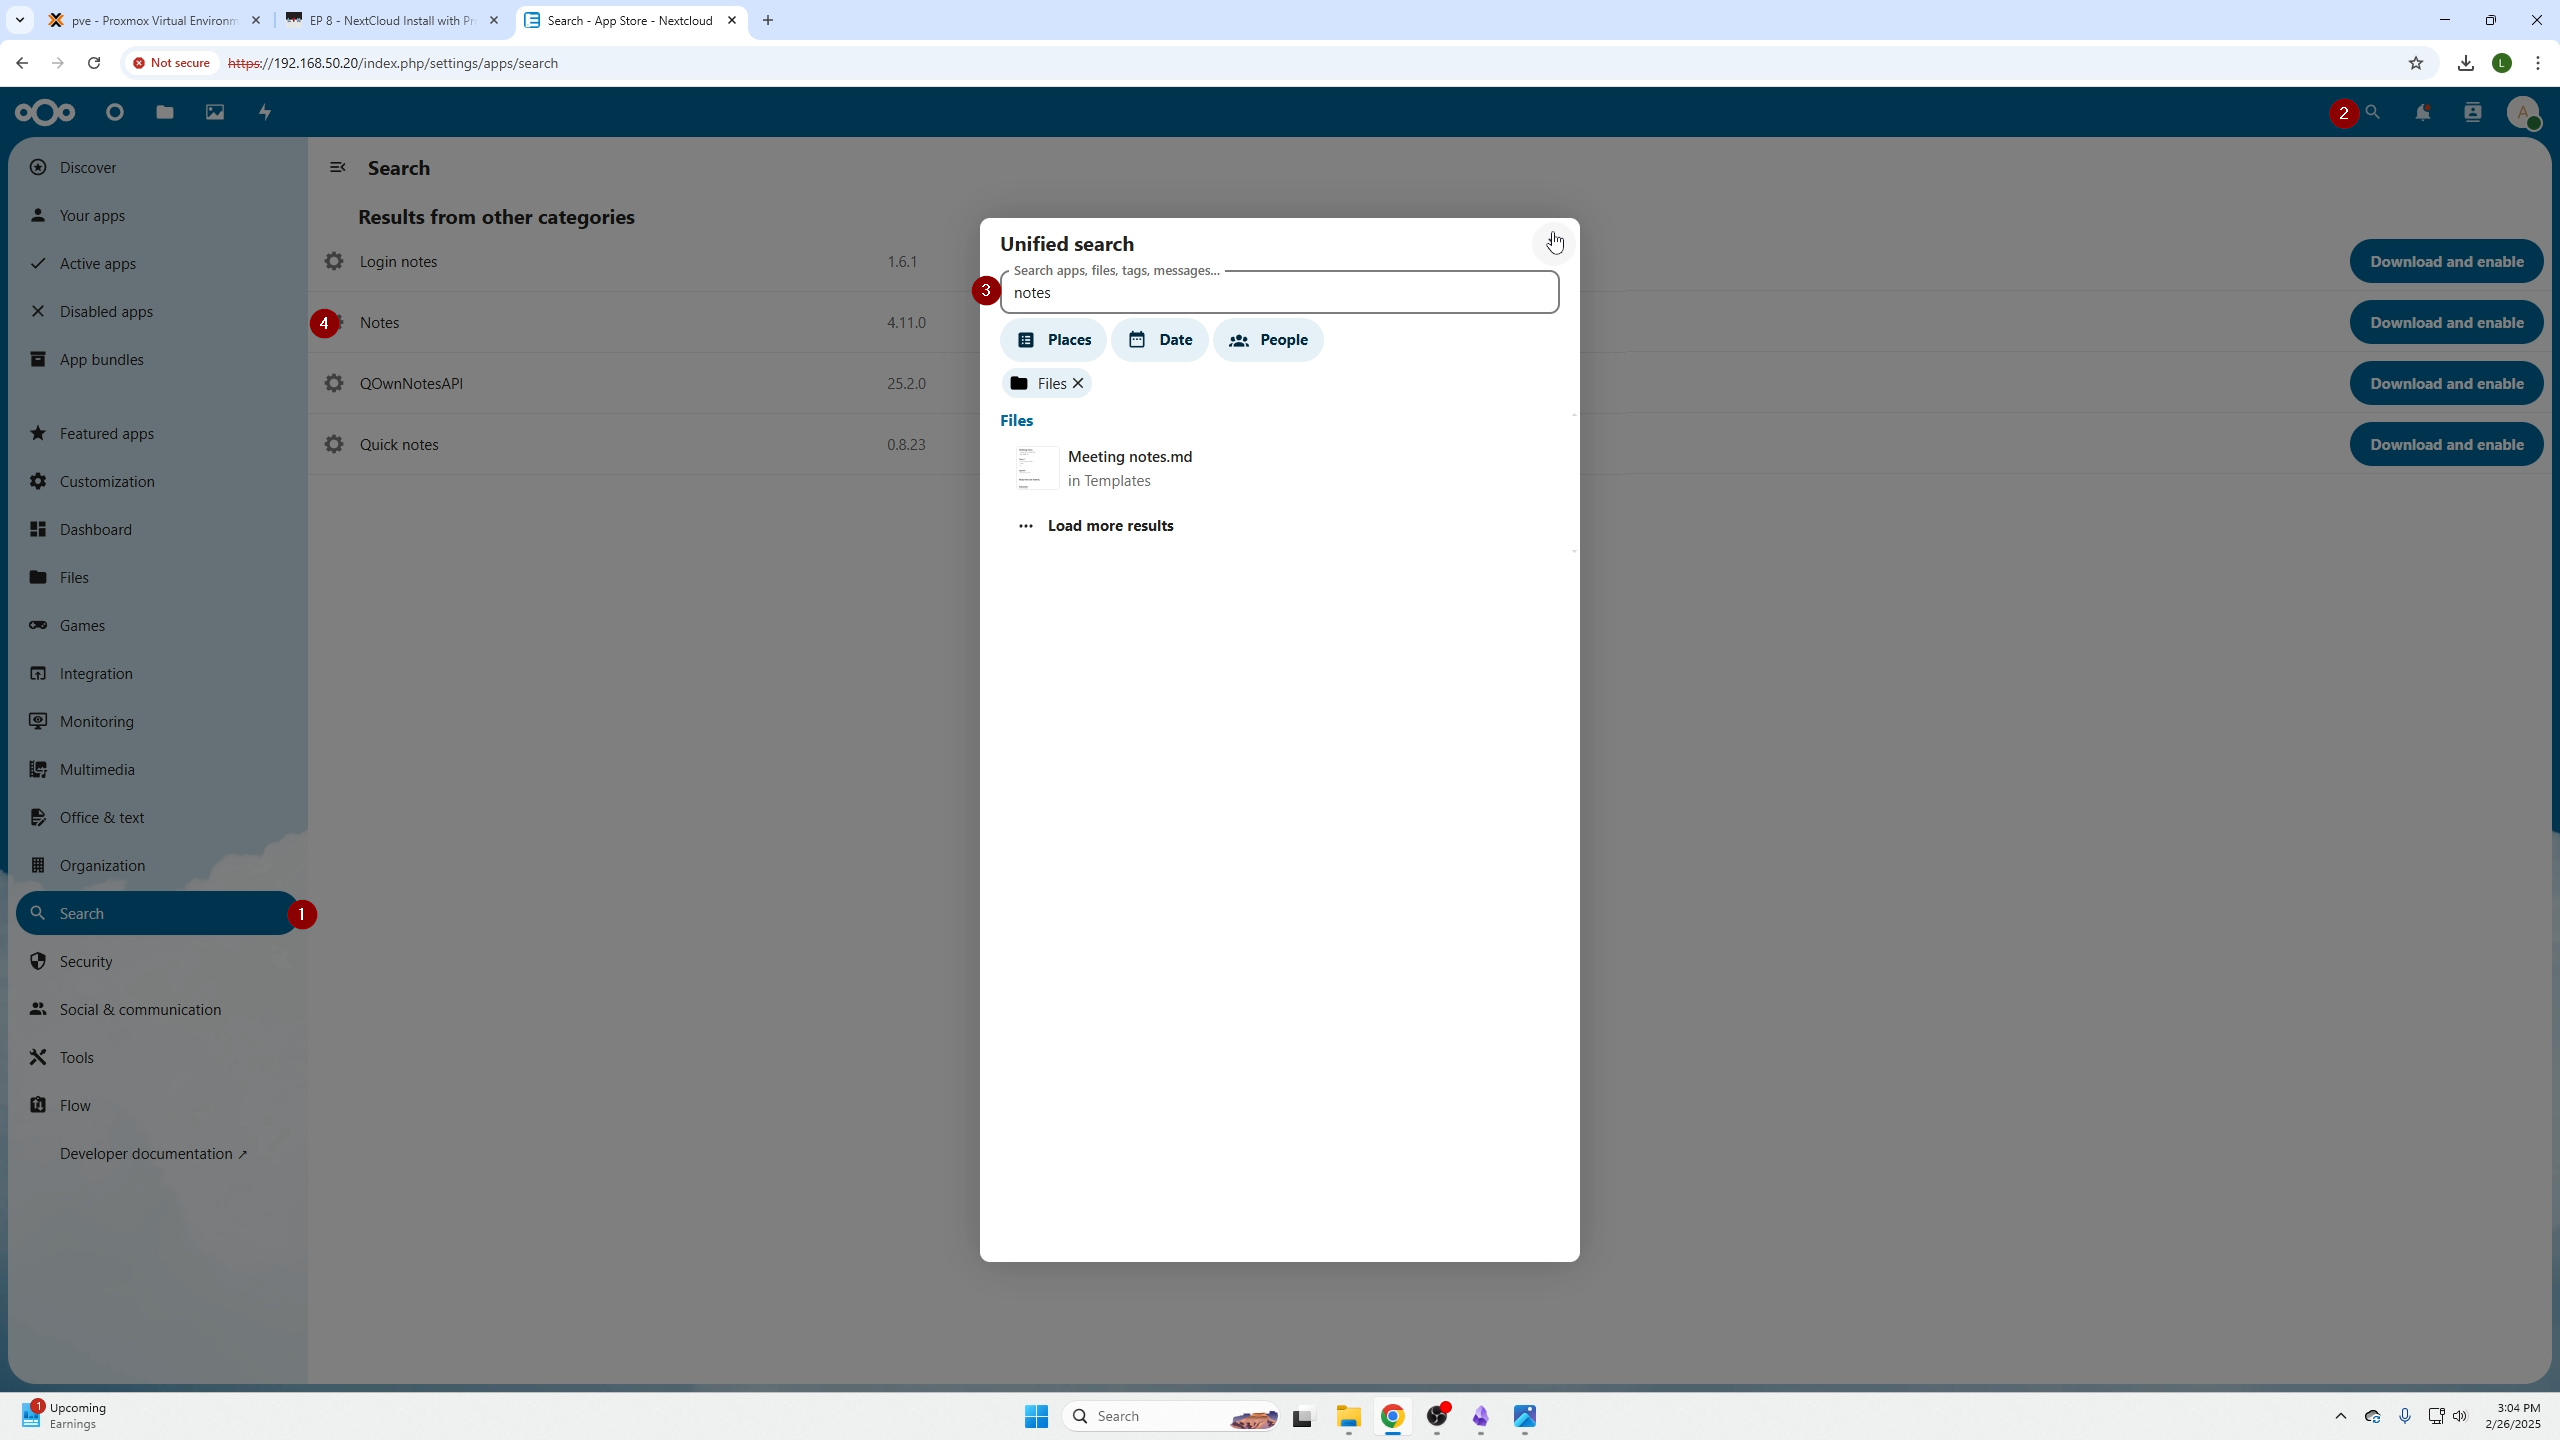 pve - Proxmox Virtual Environm
EP 8 - NextCloud Install with Pr
Search - App Store - Nextcloud
Not secure
https://192.168.50.20/index.php/settings/apps/search
L
2
A
Discover
Your apps
Active apps
Disabled apps
App bundles
Featured apps
Customization
Dashboard
Files
Games
Integration
Monitoring
Multimedia
Office & text
Organization
Search
1
Security
Social & communication
Tools
Flow
Developer documentation ↗
Search
Results from other categories
Login notes 1.6.1 Download and enable
4 Notes 4.11.0 Download and enable
QOwnNotesAPI 25.2.0 Download and enable
Quick notes 0.8.23 Download and enable
Unified search
Search apps, files, tags, messages...
3
notes
Places Date People
Files
Files
Meeting notes.md
in Templates
Load more results
1
Upcoming
Earnings
Search
3:04 PM
2/26/2025